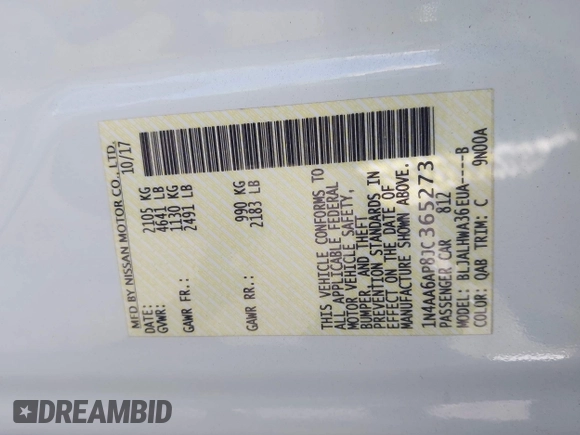 MFD BY NISSAN MOTOR CO., LTD.
DATE: 10/17
GVWR: 2105 KG
4641 LB
GAWR FR: 1130 KG
2491 LB
GAWR RR: 990 KG
2183 LB
THIS VEHICLE CONFORMS TO
ALL APPLICABLE FEDERAL
MOTOR VEHICLE SAFETY,
BUMPER AND THEFT
PREVENTION STANDARDS IN
EFFECT ON THE DATE OF
MANUFACTURE SHOWN ABOVE.
1N4AA6AP8JC365273
PASSENGER CAR 812
MODEL: BLJALHWA36EUA----B
COLOR: QAB TRIM: C 9N00A
DREAMBID